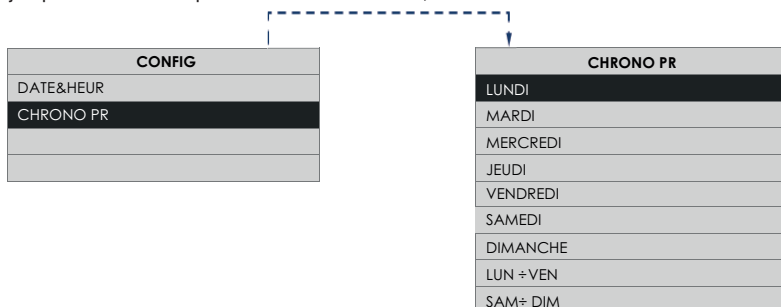 CONFIG
DATE&HEUR
CHRONO PR
CHRONO PR
LUNDI
MARDI
MERCREDI
JEUDI
VENDREDI
SAMEDI
DIMANCHE
LUN ÷VEN
SAM÷ DIM